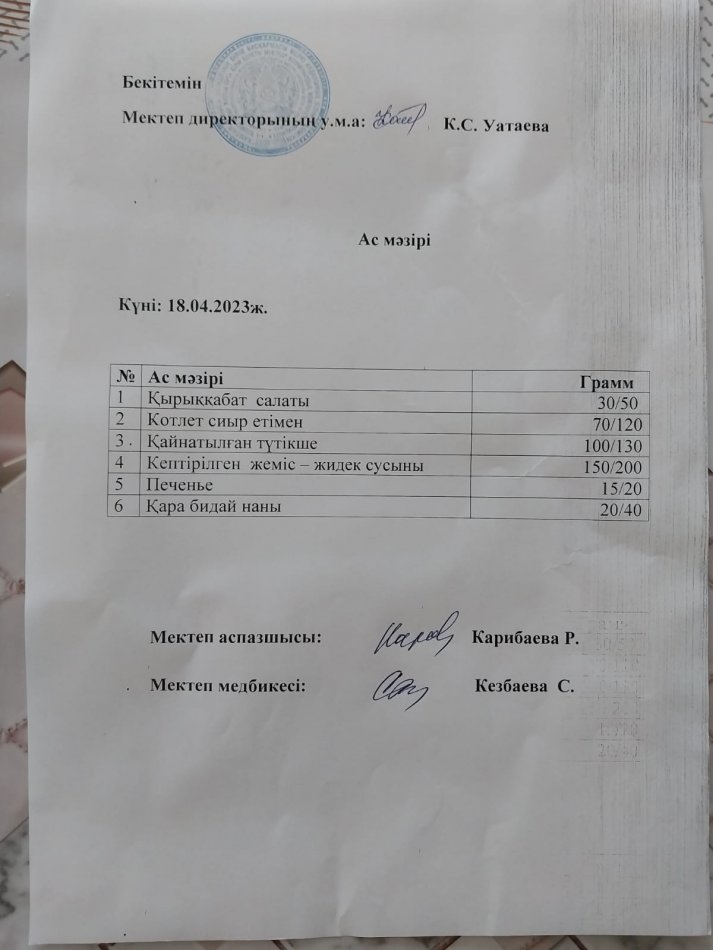 Бекітемін
Мектеп директорының у.м.а: К.С. Уатаева
Ас мәзірі
Күні: 18.04.2023ж.
№ Ас мәзірі Грамм
1 Қырыққабат салаты 30/50
2 Котлет сиыр етімен 70/120
3 Қайнатылған түтікше 100/130
4 Кептірілген жеміс – жидек сусыны 150/200
5 Печенье 15/20
6 Қара бидай наны 20/40
Мектеп аспазшысы: Карибаева Р.
Мектеп медбикесі: Кезбаева С.